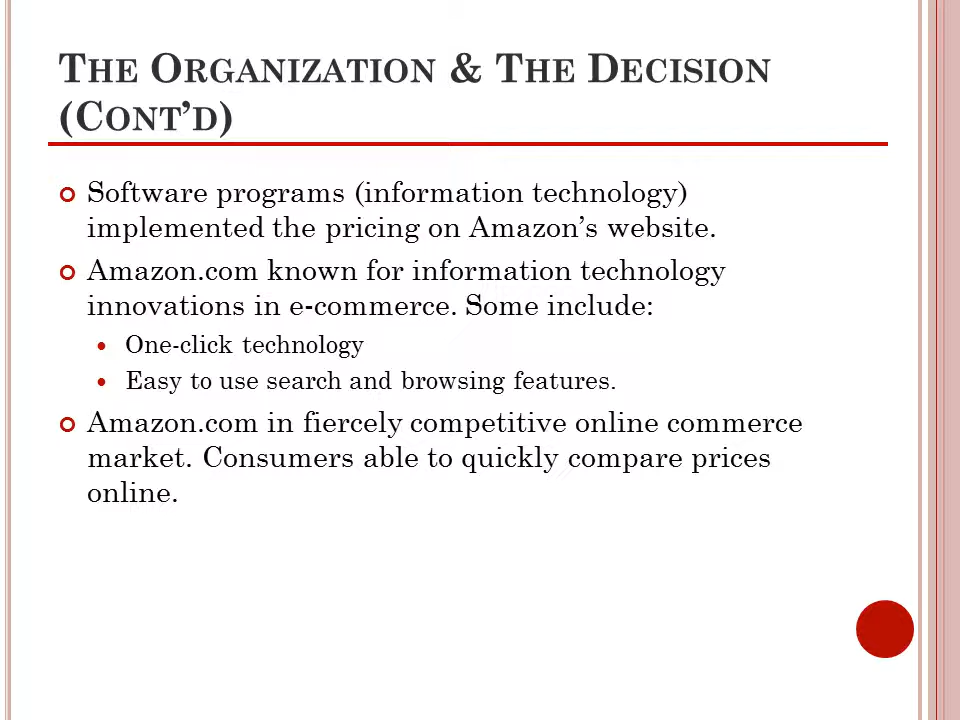 The Organization & The Decision
(Cont’d)
Software programs (information technology)
implemented the pricing on Amazon’s website.
Amazon.com known for information technology
innovations in e-commerce. Some include:
One-click technology
Easy to use search and browsing features.
Amazon.com in fiercely competitive online commerce
market. Consumers able to quickly compare prices
online.